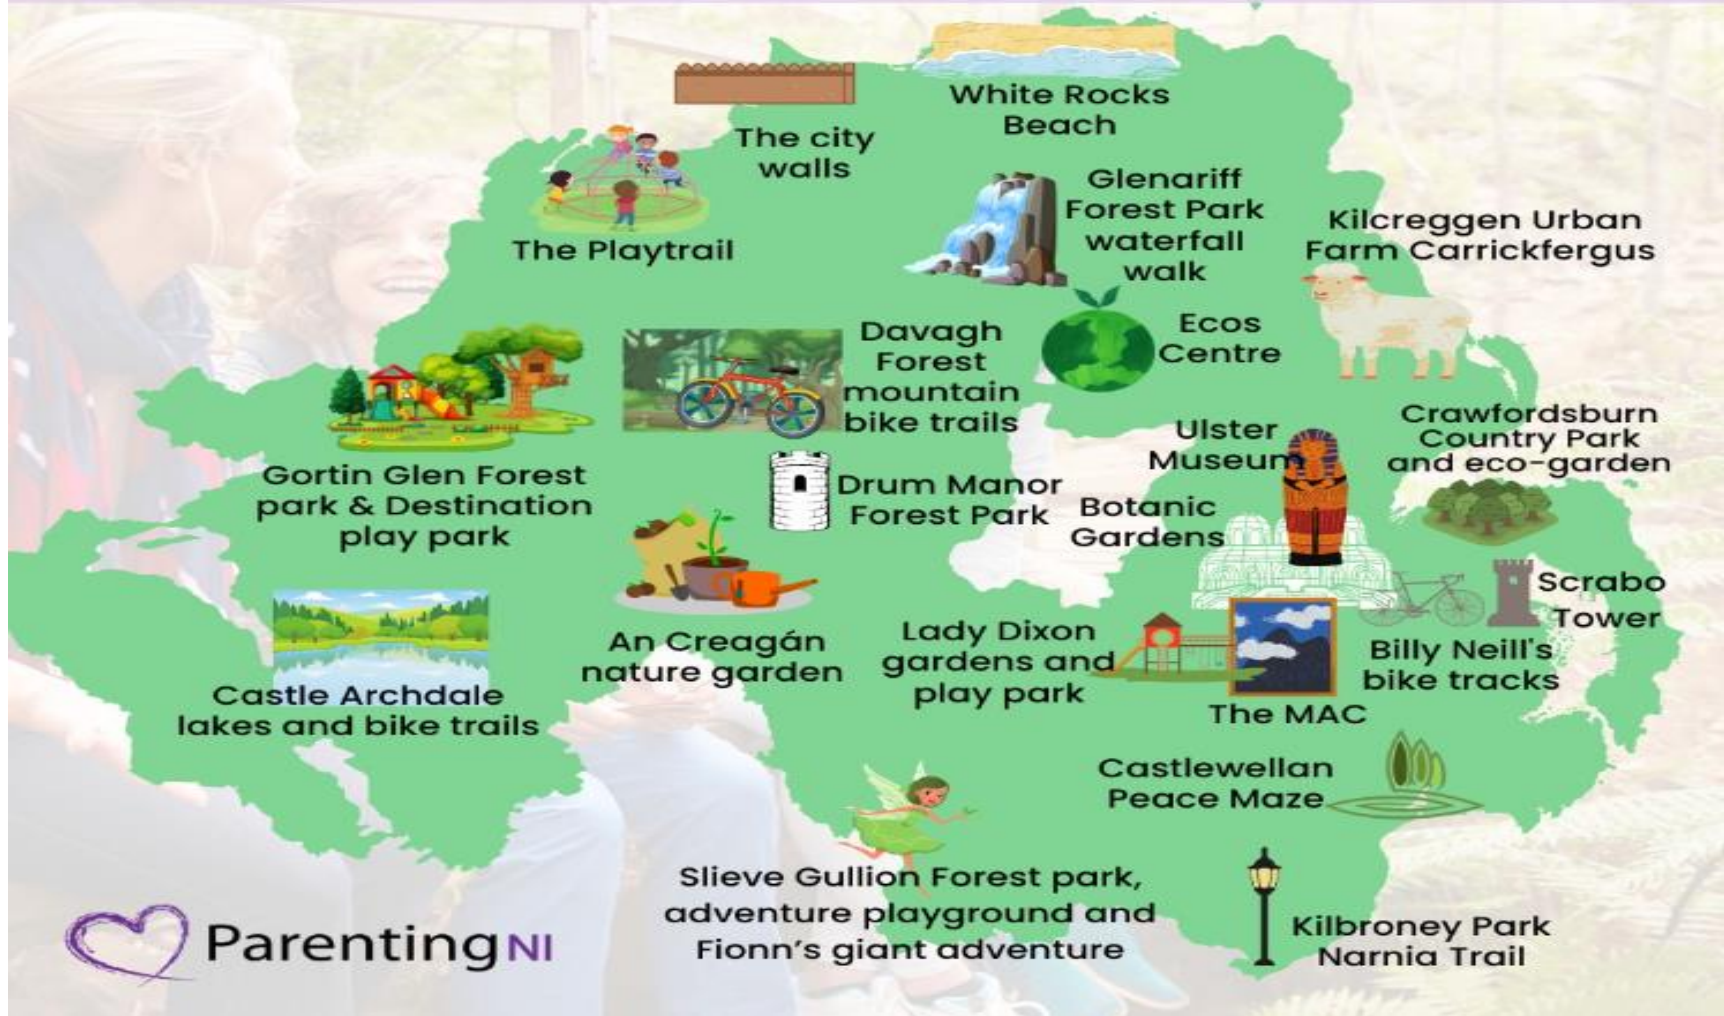 White Rocks
Beach
The city
walls
Glenariff
Forest Park
waterfall
walk
Kilcreggen Urban
Farm Carrickfergus
The Playtrail
Ecos
Centre
Davagh
Forest
mountain
bike trails
Crawfordsburn
Country Park
and eco-garden
Ulster
Museum
Gortin Glen Forest
park & Destination
play park
Drum Manor
Forest Park
Botanic
Gardens
Scrabo
Tower
An Creagán
nature garden
Lady Dixon
gardens and
play park
Billy Neill's
bike tracks
Castle Archdale
lakes and bike trails
The MAC
Castlewellan
Peace Maze
Slieve Gullion Forest park,
adventure playground and
Fionn's giant adventure
Kilbroney Park
Narnia Trail
Parenting NI